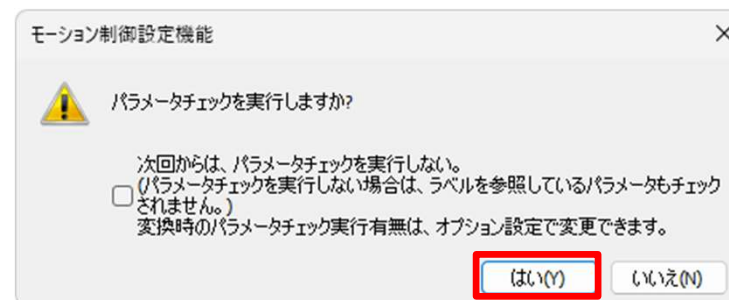 モーション制御設定機能
パラメータチェックを実行しますか?
次回からは、パラメータチェックを実行しない。
(パラメータチェックを実行しない場合は、ラベルを参照しているパラメータもチェック
されません。)
変換時のパラメータチェック実行有無は、オプション設定で変更できます。
はい(Y) いいえ(N)